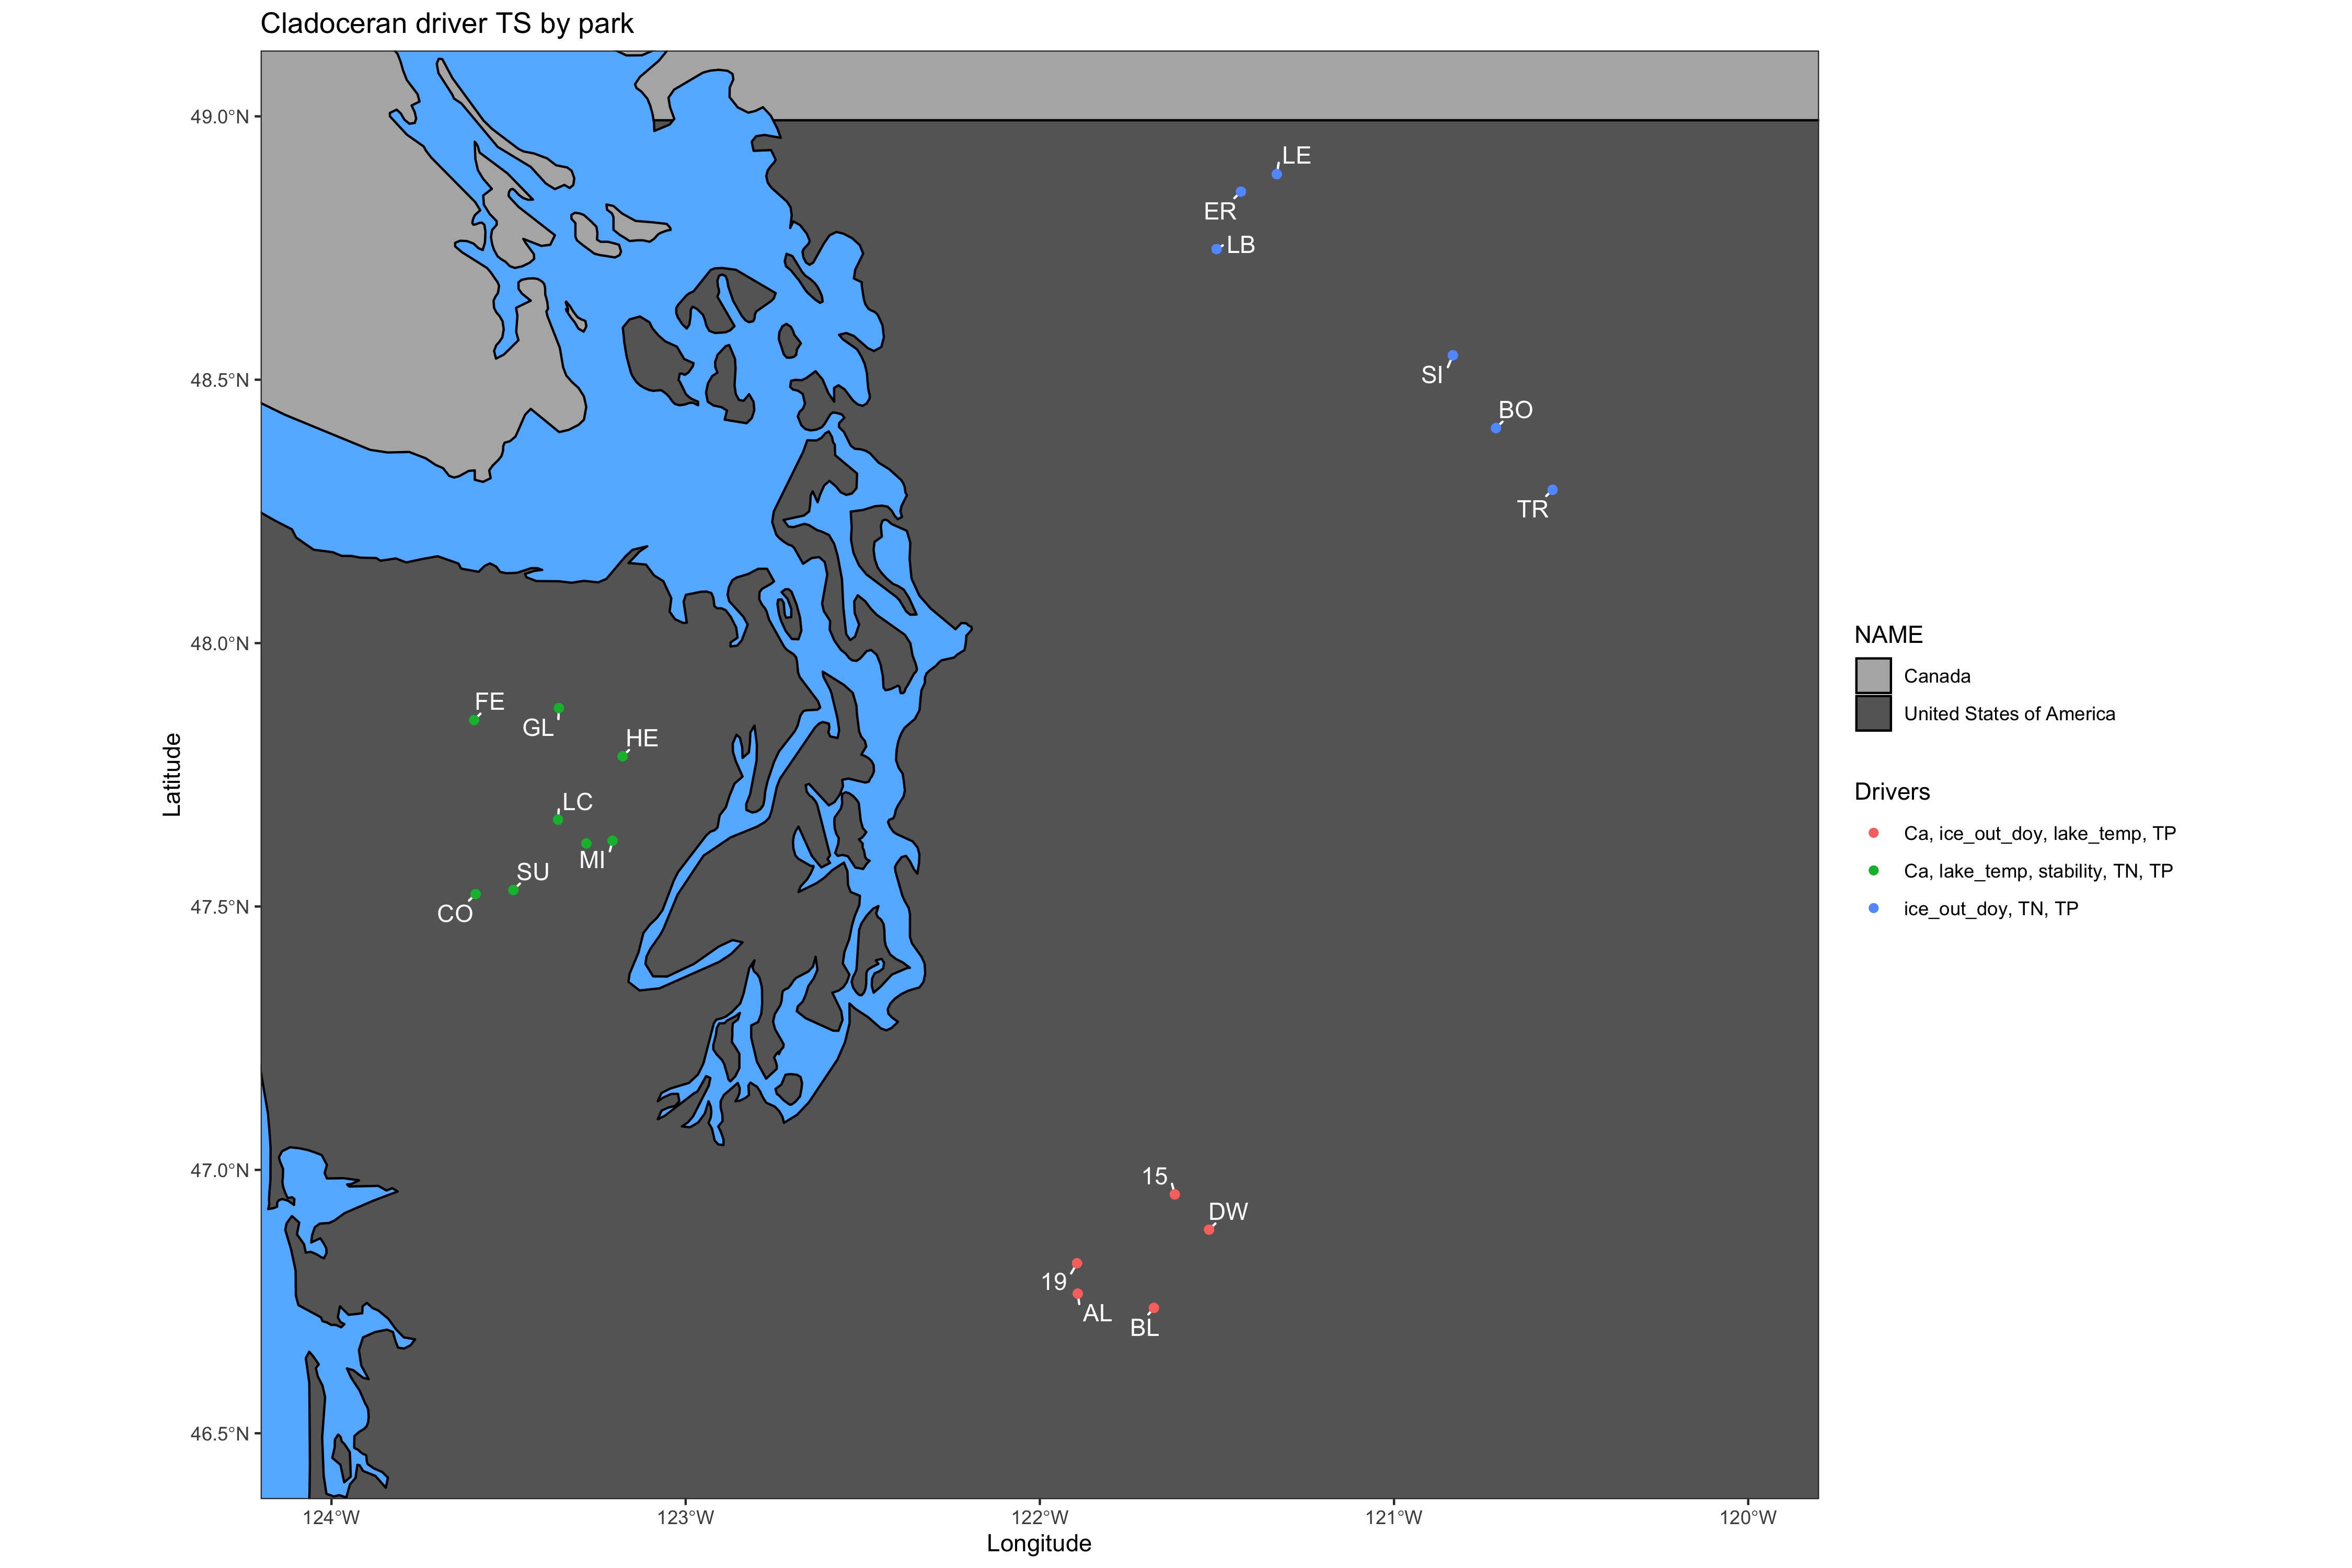 Cladoceran driver TS by park
49.0°N
48.5°N
48.0°N
47.5°N
47.0°N
46.5°N
Latitude
LE
ER
LB
SI
BO
TR
FE
GL
HE
LC
MI
SU
CO
15
DW
19
AL
BL
124°W
123°W
122°W
121°W
120°W
Longitude
NAME
Canada
United States of America
Drivers
Ca, ice_out_doy, lake_temp, TP
Ca, lake_temp, stability, TN, TP
ice_out_doy, TN, TP